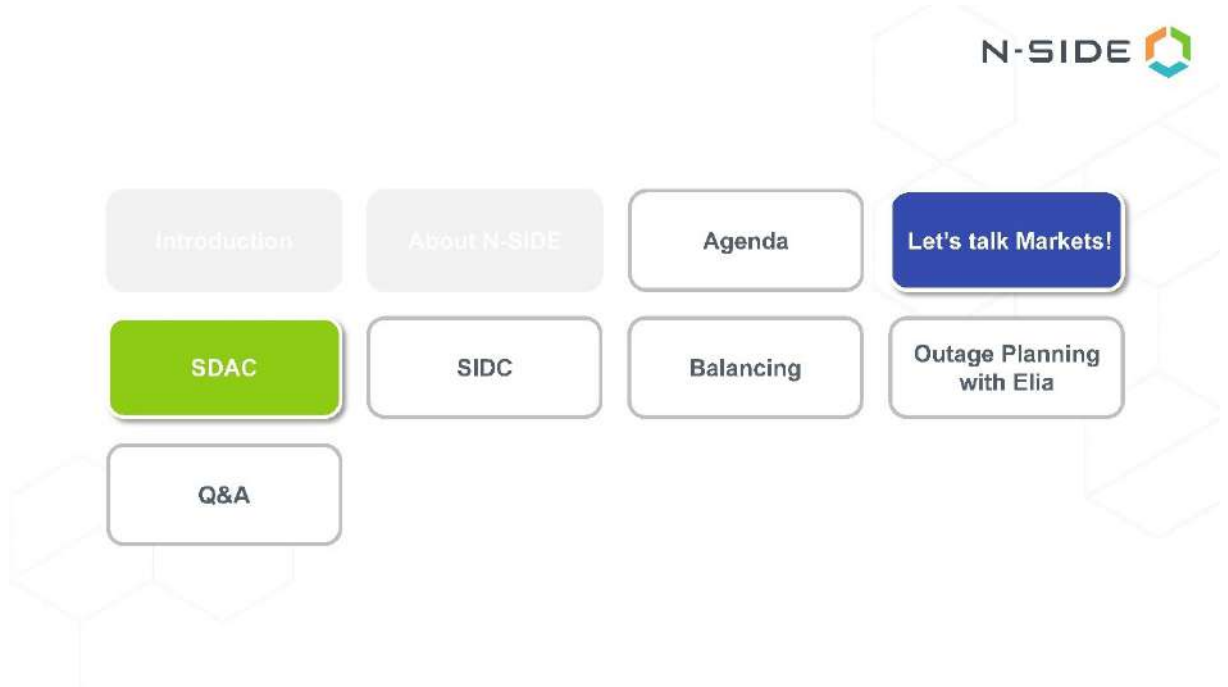 N-SIDE
Introduction
About N-SIDE
Agenda
Let's talk Markets!
SDAC
SIDC
Balancing
Outage Planning
with Elia
Q&A